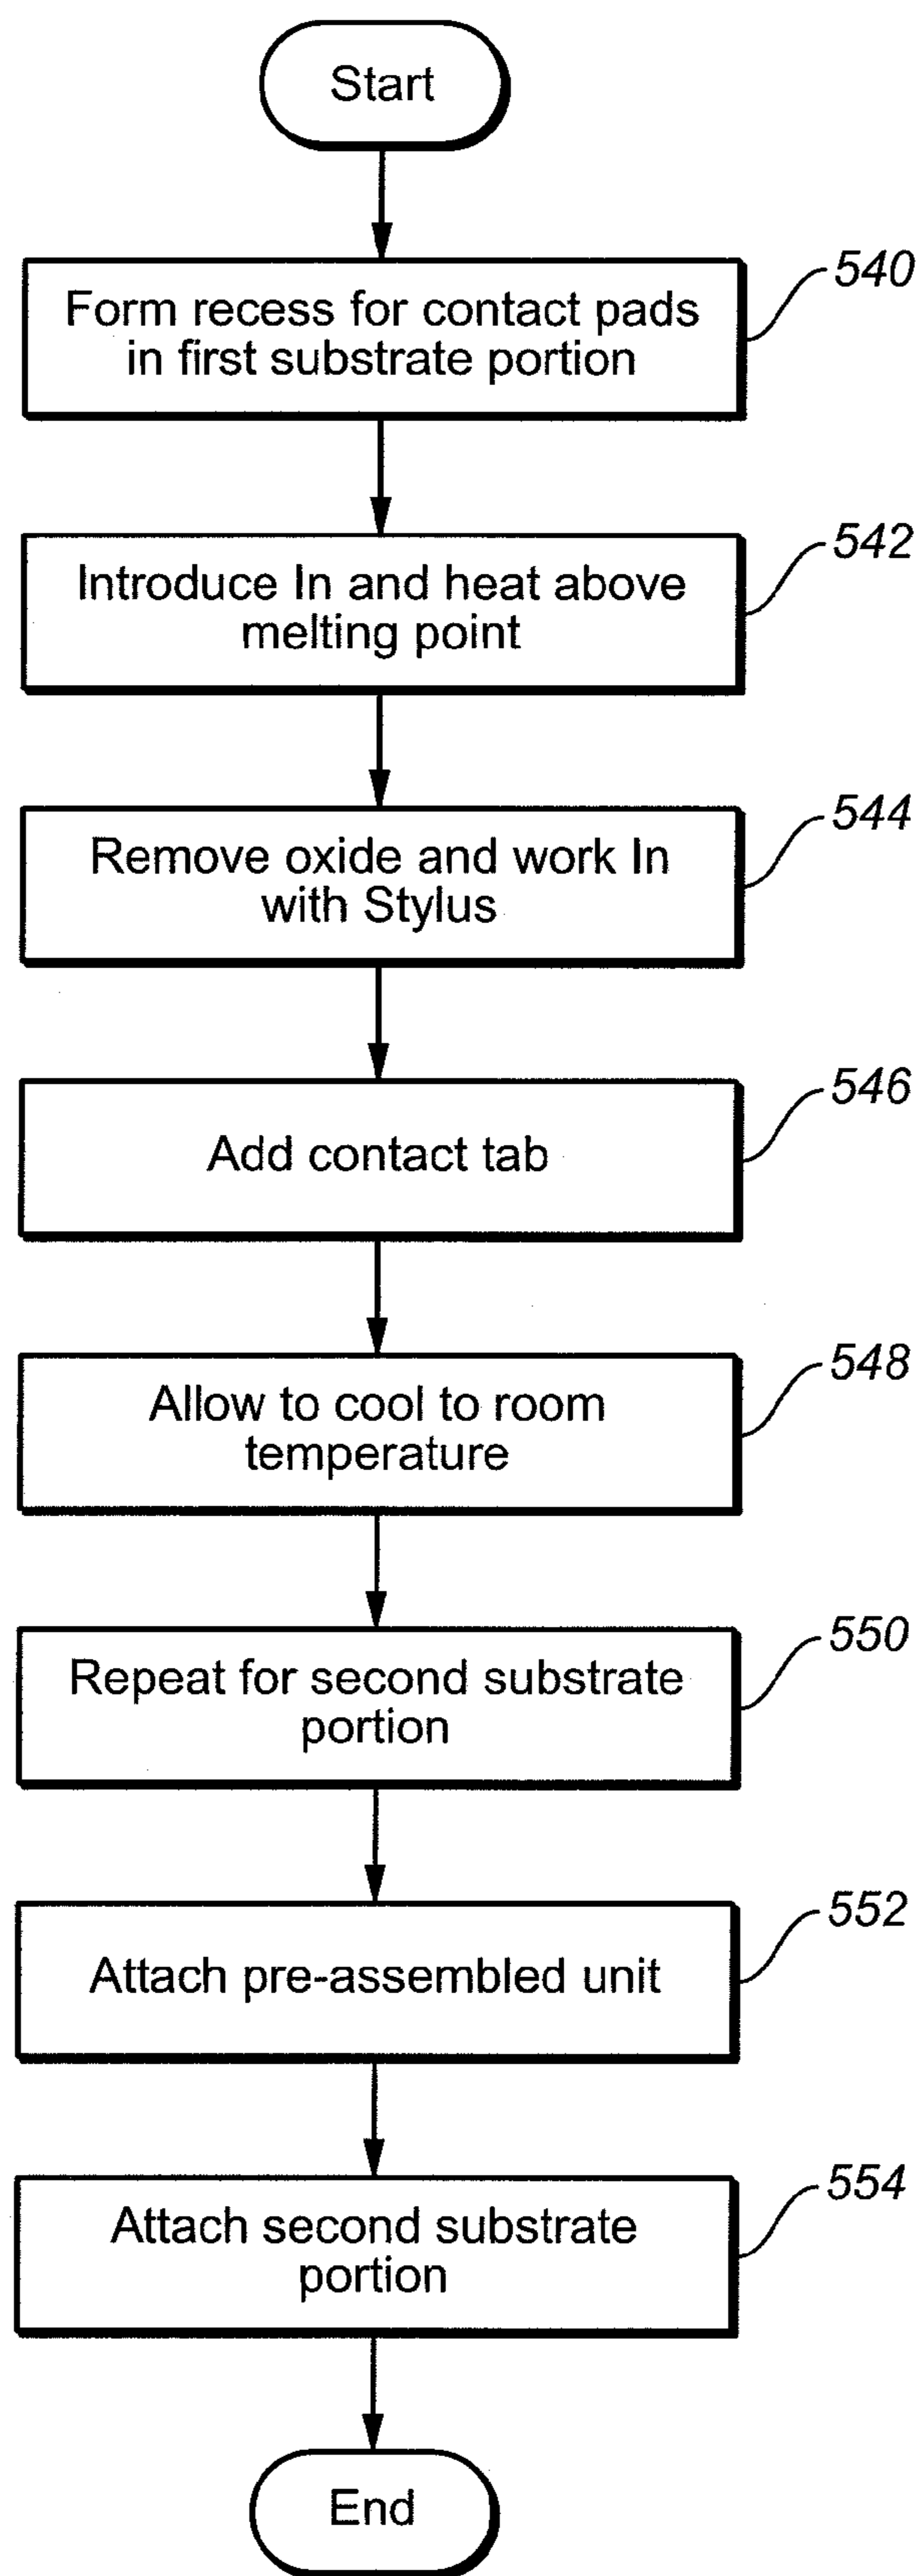 Start
540
Form recess for contact pads
in first substrate portion
542
Introduce In and heat above
melting point
544
Remove oxide and work In
with Stylus
546
Add contact tab
548
Allow to cool to room
temperature
550
Repeat for second substrate
portion
552
Attach pre-assembled unit
554
Attach second substrate
portion
End